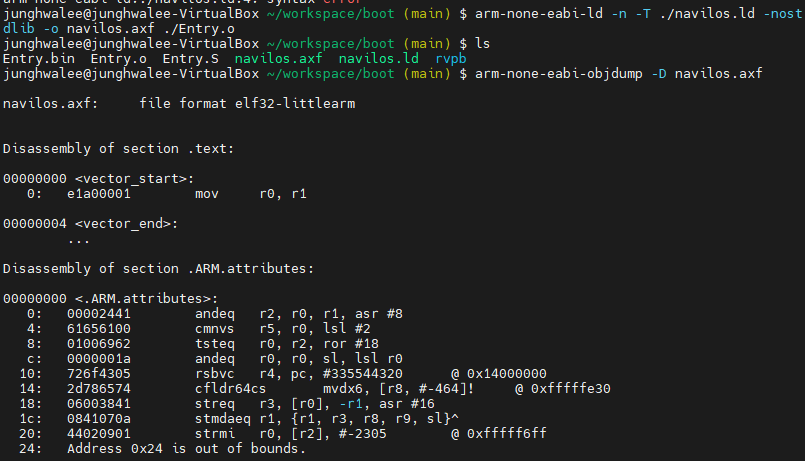 arm-none-eabi-ld:./navilos.ld:4: syntax error
junghwalee@junghwalee-VirtualBox ~/workspace/boot (main) $ arm-none-eabi-ld -n -T ./navilos.ld -nost
dlib -o navilos.axf ./Entry.o
junghwalee@junghwalee-VirtualBox ~/workspace/boot (main) $ ls
Entry.bin  Entry.o  Entry.S  navilos.axf  navilos.ld  rvpb
junghwalee@junghwalee-VirtualBox ~/workspace/boot (main) $ arm-none-eabi-objdump -D navilos.axf
navilos.axf:     file format elf32-littlearm
Disassembly of section .text:
00000000 <vector_start>:
   0:   e1a00001        mov     r0, r1
00000004 <vector_end>:
        ...
Disassembly of section .ARM.attributes:
00000000 <.ARM.attributes>:
   0:   00002441        andeq   r2, r0, r1, asr #8
   4:   61656100        cmnvs   r5, r0, lsl #2
   8:   01006962        tsteq   r0, r2, ror #18
   c:   0000001a        andeq   r0, r0, sl, lsl r0
  10:   726f4305        rsbvc   r4, pc, #335544320      @ 0x14000000
  14:   2d786574        cfldr64cs       mvdx6, [r8, #-464]!     @ 0xfffffe30
  18:   06003841        streq   r3, [r0], -r1, asr #16
  1c:   0841070a        stmdaeq r1, {r1, r3, r8, r9, sl}^
  20:   44020901        strmi   r0, [r2], #-2305        @ 0xfffff6ff
  24:   Address 0x24 is out of bounds.